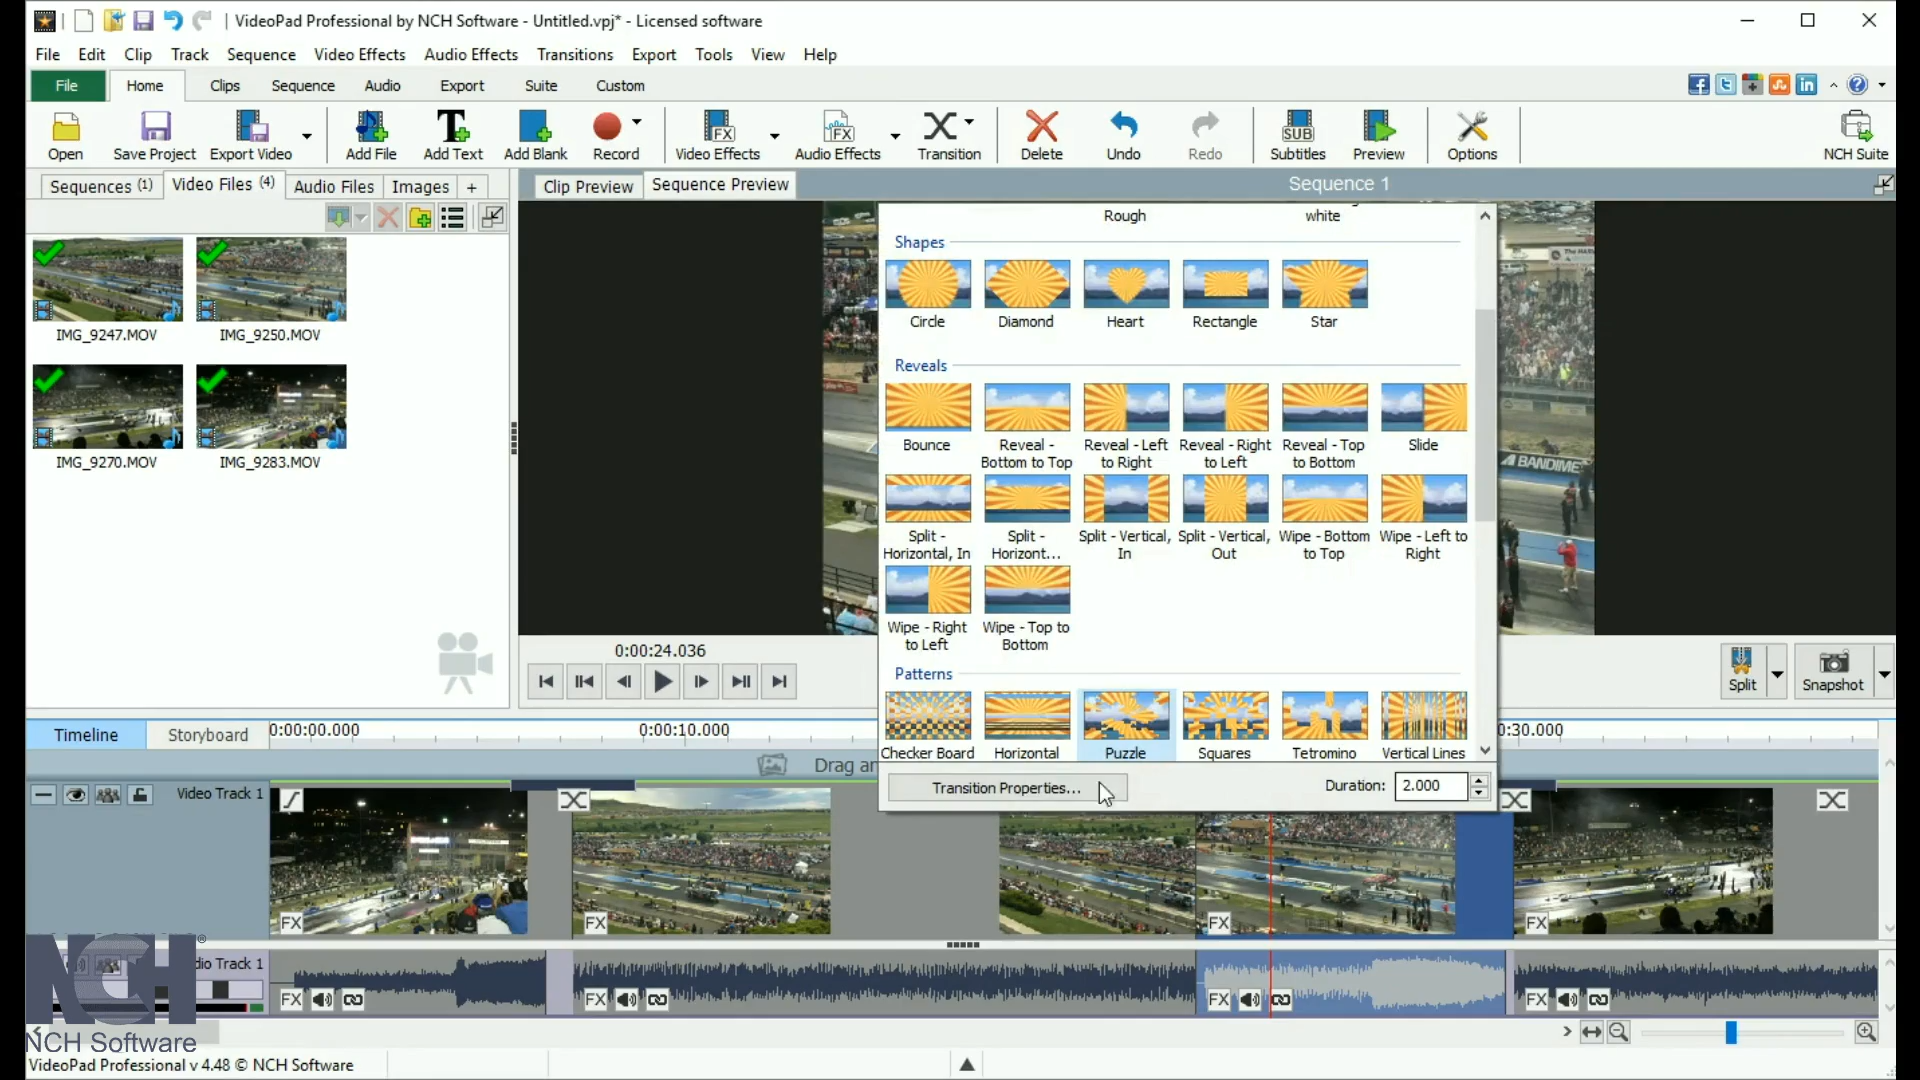 VideoPad Professional by NCH Software - Untitled.vpj* - Licensed software
File Edit Clip Track Sequence Video Effects Audio Effects Transitions Export Tools View Help
File Home Clips Sequence Audio Export Suite Custom
Open Save Project Export Video Add File Add Text Add Blank Record Video Effects Audio Effects Transition Delete Undo Redo Subtitles Preview Options NCH Suite
Sequences (1) Video Files (4) Audio Files Images +
Clip Preview Sequence Preview Sequence 1
IMG_9247.MOV IMG_9250.MOV
IMG_9270.MOV IMG_9283.MOV
Rough white
Shapes
Circle Diamond Heart Rectangle Star
Reveals
Bounce Reveal - Bottom to Top Reveal - Left to Right Reveal - Right to Left Reveal - Top to Bottom Slide
Split - Horizontal, In Split - Horizont... Split - Vertical, In Split - Vertical, Out Wipe - Bottom to Top Wipe - Left to Right
Wipe - Right to Left Wipe - Top to Bottom
Patterns
Checker Board Horizontal Puzzle Squares Tetromino Vertical Lines
Transition Properties... Duration: 2.000
BANDIME
0:00:24.036
Split Snapshot
Timeline Storyboard 0:00:00.000 0:00:10.000 0:30.000
Drag an
Video Track 1
FX FX FX FX
dio Track 1
FX FX FX FX
NCH®
NCH Software
VideoPad Professional v 4.48 © NCH Software